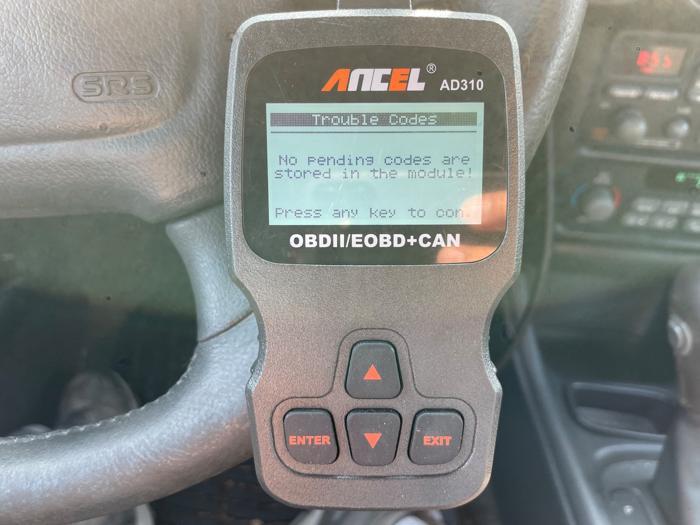 SRS
ANCEL®
AD310
Trouble Codes
No pending codes are
stored in the module!
Press any key to con.
OBDII/EOBD+CAN
ENTER
EXIT